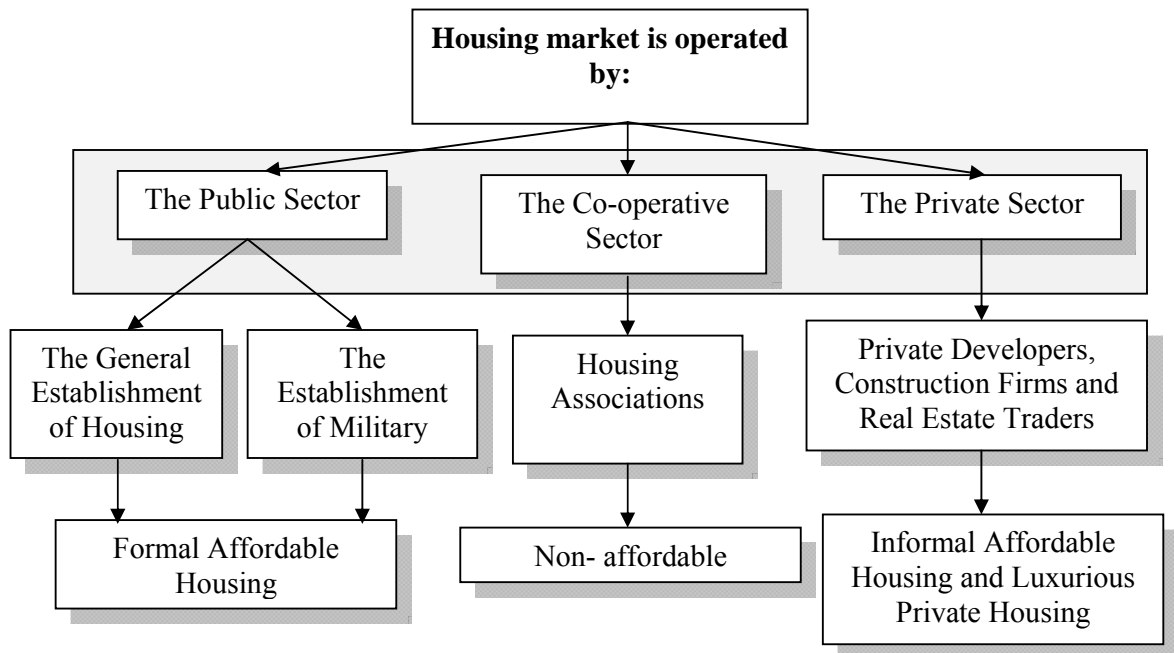 Housing market is operated
by:
The Public Sector
The Co-operative
Sector
The Private Sector
The General
Establishment
of Housing
The
Establishment
of Military
Housing
Associations
Private Developers,
Construction Firms and
Real Estate Traders
Formal Affordable
Housing
Non- affordable
Informal Affordable
Housing and Luxurious
Private Housing